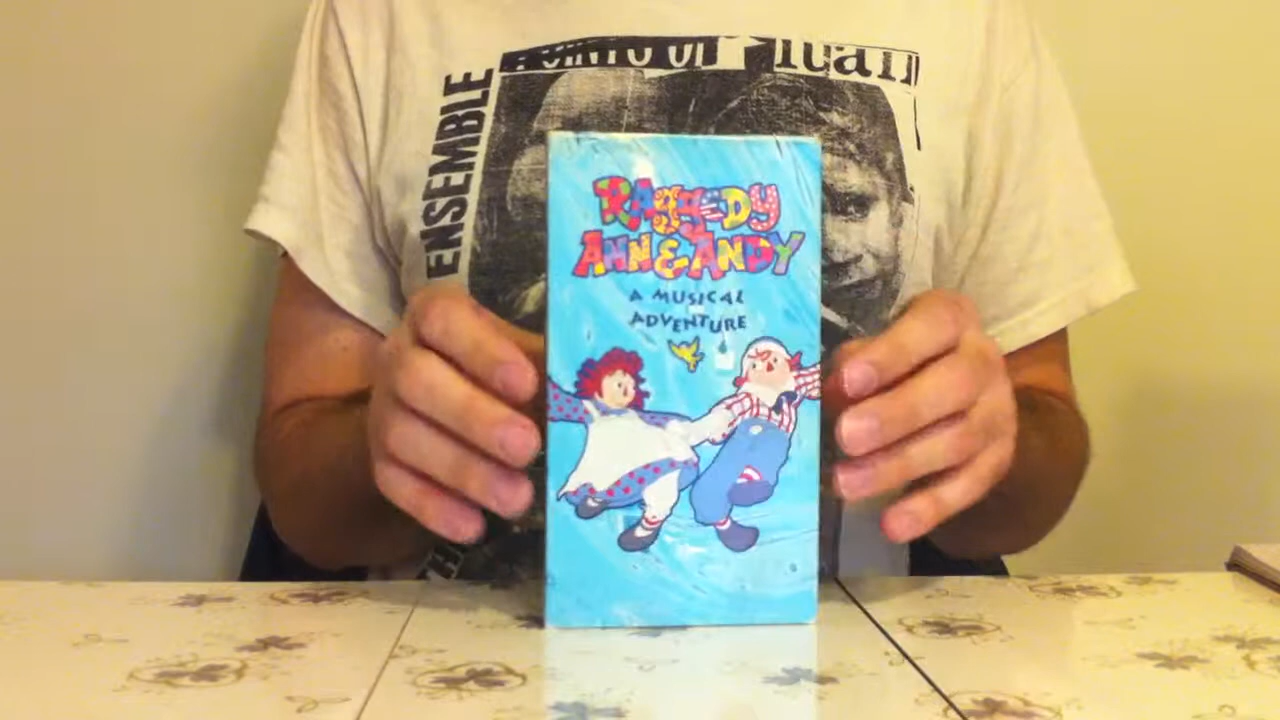 ENSEMBLE
RAggEDY
ANN & ANDY
A MUSICAL
ADVENTURE